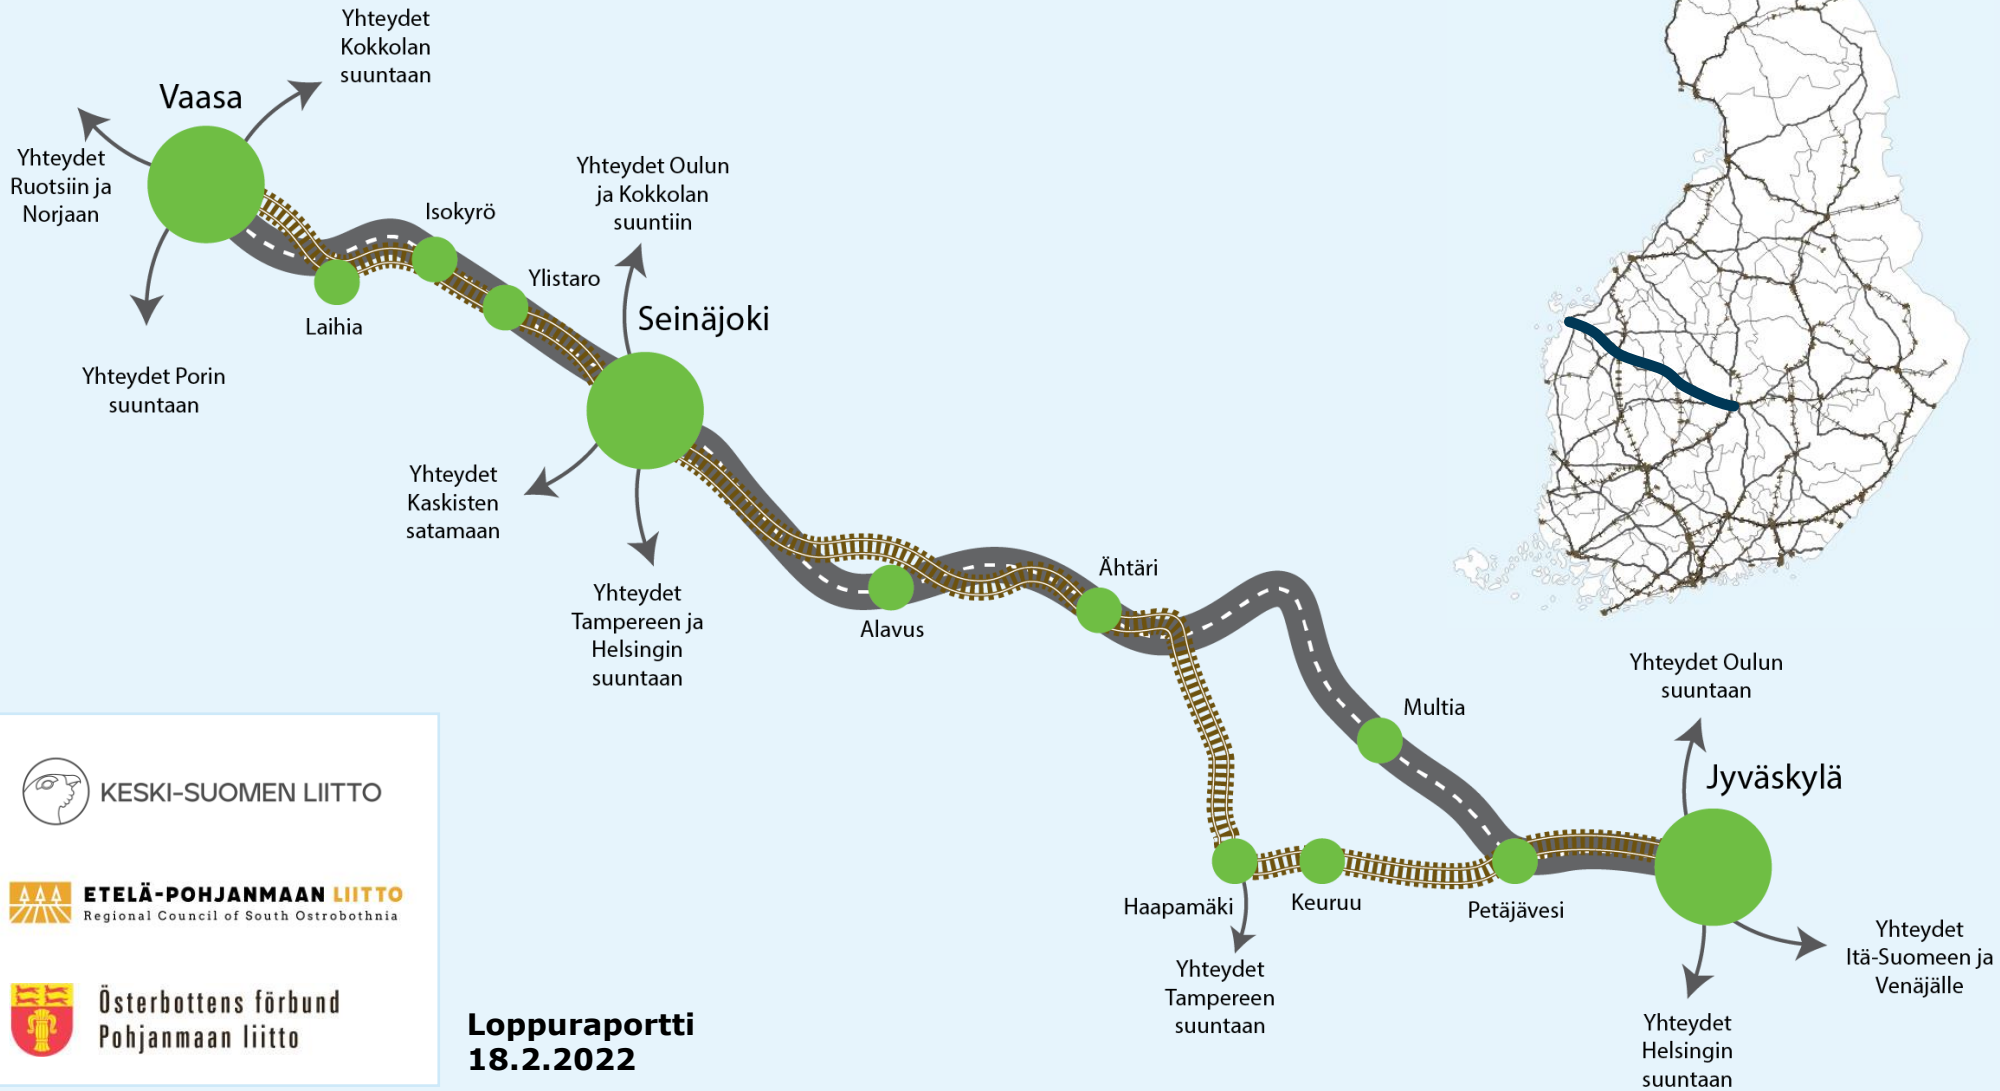 Yhteydet
Kokkolan
suuntaan
Vaasa
Yhteydet
Ruotsiin ja
Norjaan
Yhteydet Porin
suuntaan
Laihia
Isokyrö
Ylistaro
Yhteydet Oulun
ja Kokkolan
suuntiin
Seinäjoki
Yhteydet
Kaskisten
satamaan
Yhteydet
Tampereen ja
Helsingin
suuntaan
Alavus
Ähtäri
Multia
Haapamäki
Keuruu
Petäjävesi
Yhteydet
Tampereen
suuntaan
Yhteydet Oulun
suuntaan
Jyväskylä
Yhteydet
Itä-Suomeen ja
Venäjälle
Yhteydet
Helsingin
suuntaan
KESKI-SUOMEN LIITTO
ETELÄ-POHJANMAAN LIITTO
Regional Council of South Ostrobothnia
Österbottens förbund
Pohjanmaan liitto
Loppuraportti
18.2.2022